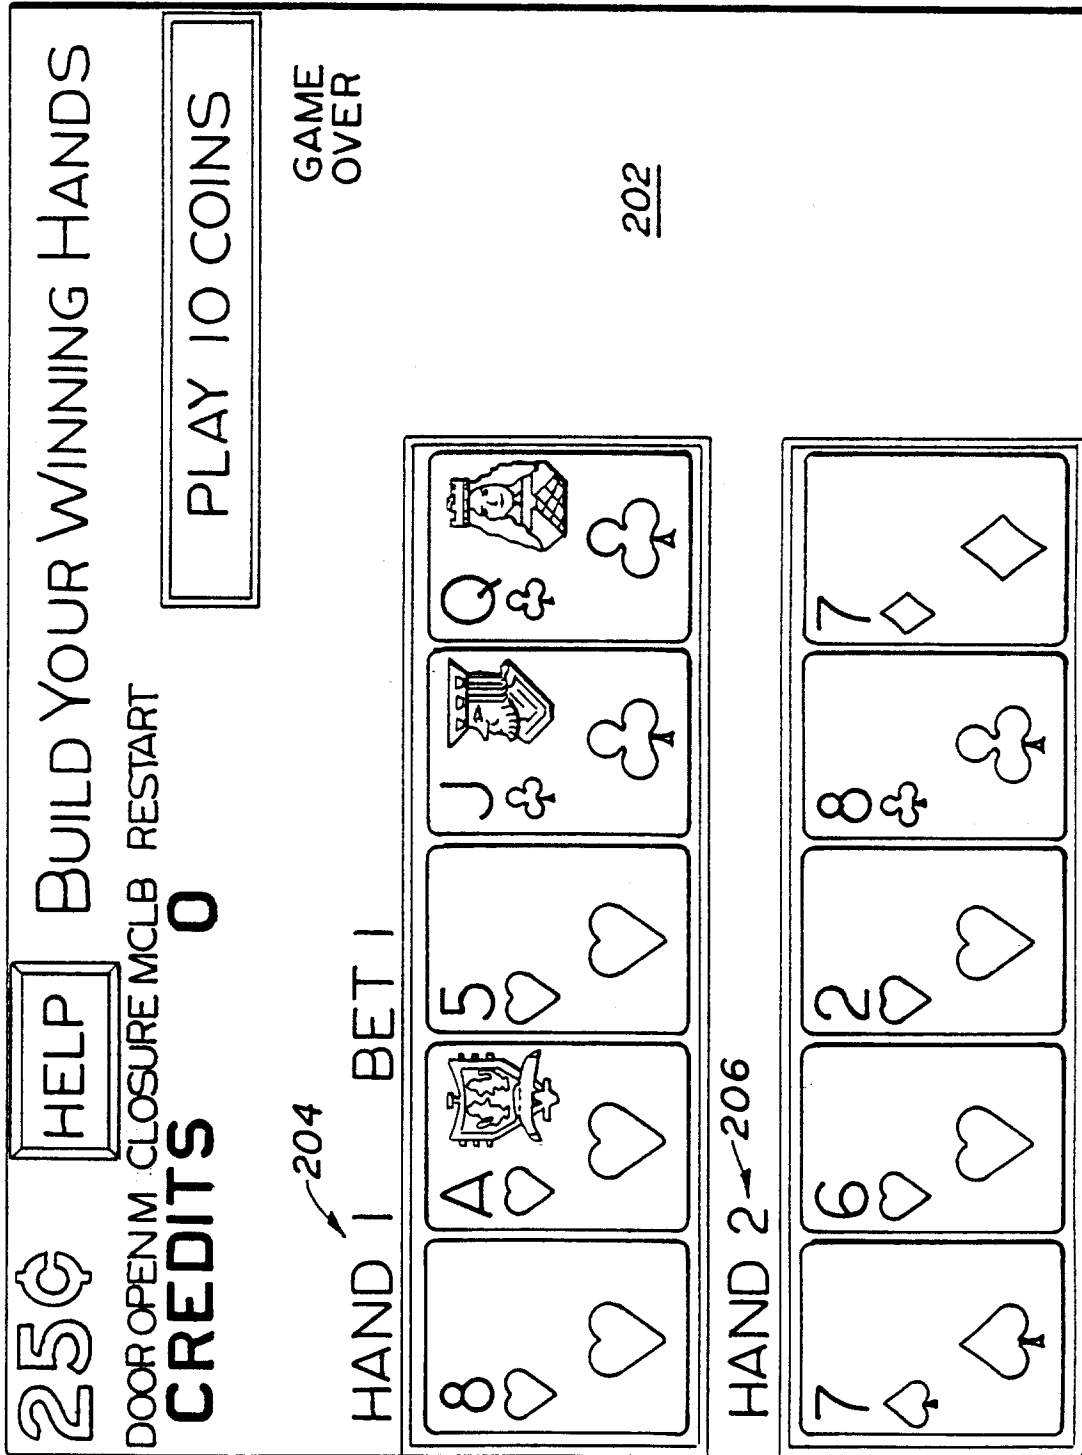 25¢ HELP BUILD YOUR WINNING HANDS
DOOR OPEN M CLOSURE MCLB RESTART
CREDITS 0
PLAY 10 COINS
GAME
OVER
204
HAND 1 BET 1
8 A 5 J Q
202
HAND 2 206
7 6 2 8 7